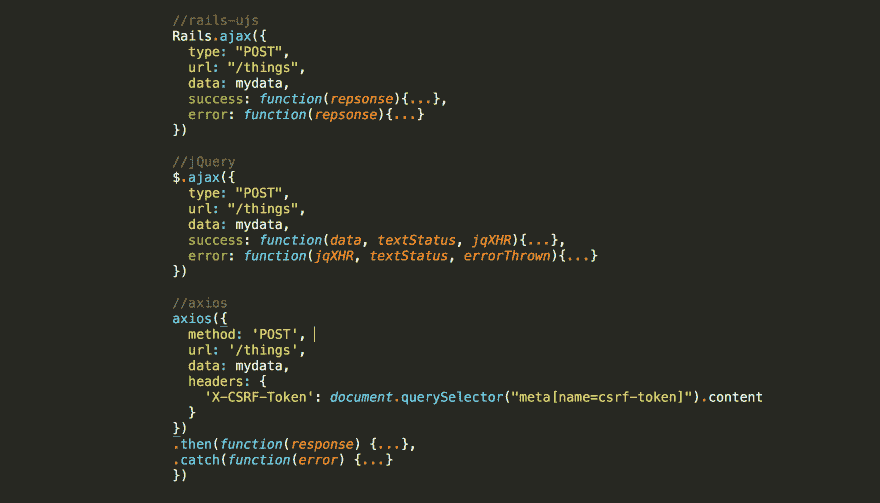 //rails-ujs
Rails.ajax({
  type: "POST",
  url: "/things",
  data: mydata,
  success: function(repsonse){...},
  error: function(repsonse){...}
})

//jQuery
$.ajax({
  type: "POST",
  url: "/things",
  data: mydata,
  success: function(data, textStatus, jqXHR){...},
  error: function(jqXHR, textStatus, errorThrown){...}
})

//axios
axios({
  method: 'POST',
  url: '/things',
  data: mydata,
  headers: {
    'X-CSRF-Token': document.querySelector("meta[name=csrf-token]").content
  }
})
.then(function(response) {...},
.catch(function(error) {...}
})